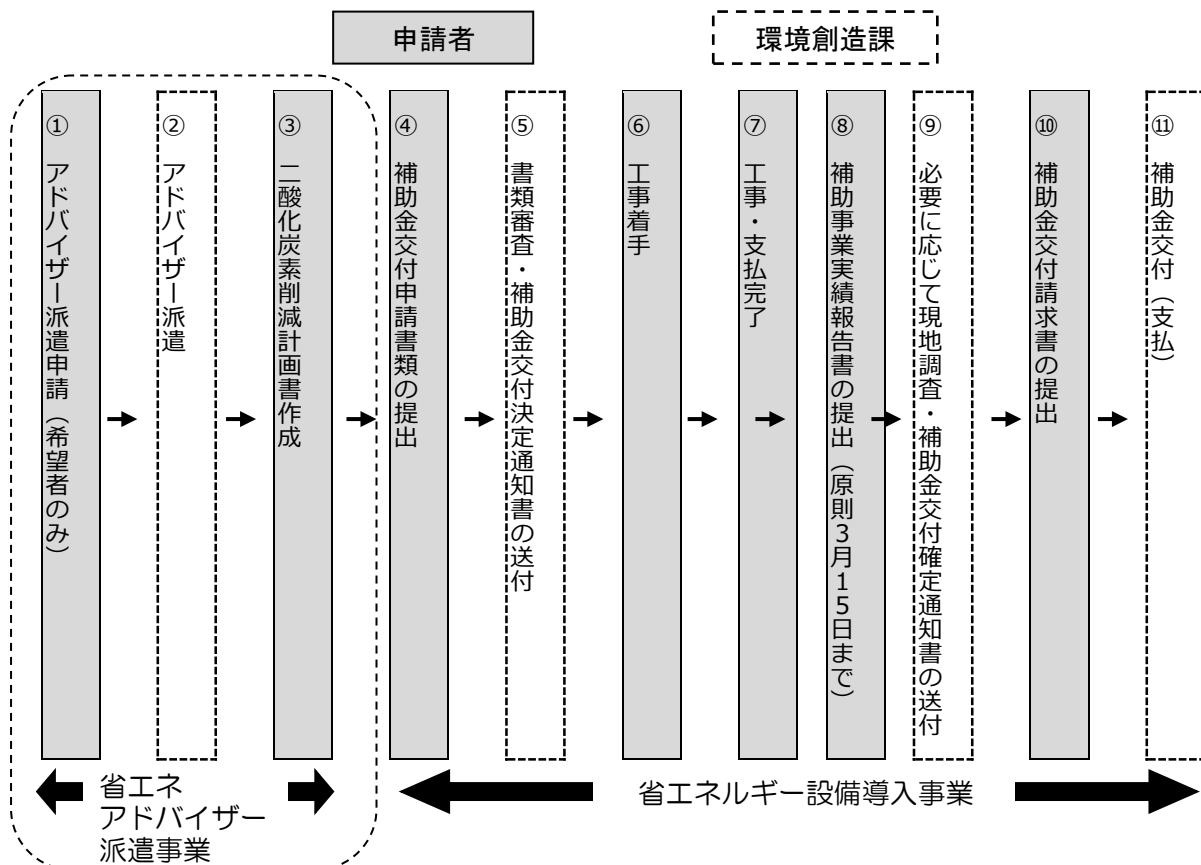 申請者
環境創造課
① アドバイザー派遣申請（希望者のみ）
② アドバイザー派遣
③ 二酸化炭素削減計画書作成
④ 補助金交付申請書類の提出
⑤ 書類審査・補助金交付決定通知書の送付
⑥ 工事着手
⑦ 工事・支払完了
⑧ 補助事業実績報告書の提出（原則３月１５日まで）
⑨ 必要に応じて現地調査・補助金交付確定通知書の送付
⑩ 補助金交付請求書の提出
⑪ 補助金交付（支払）
省エネ
アドバイザー
派遣事業
省エネルギー設備導入事業